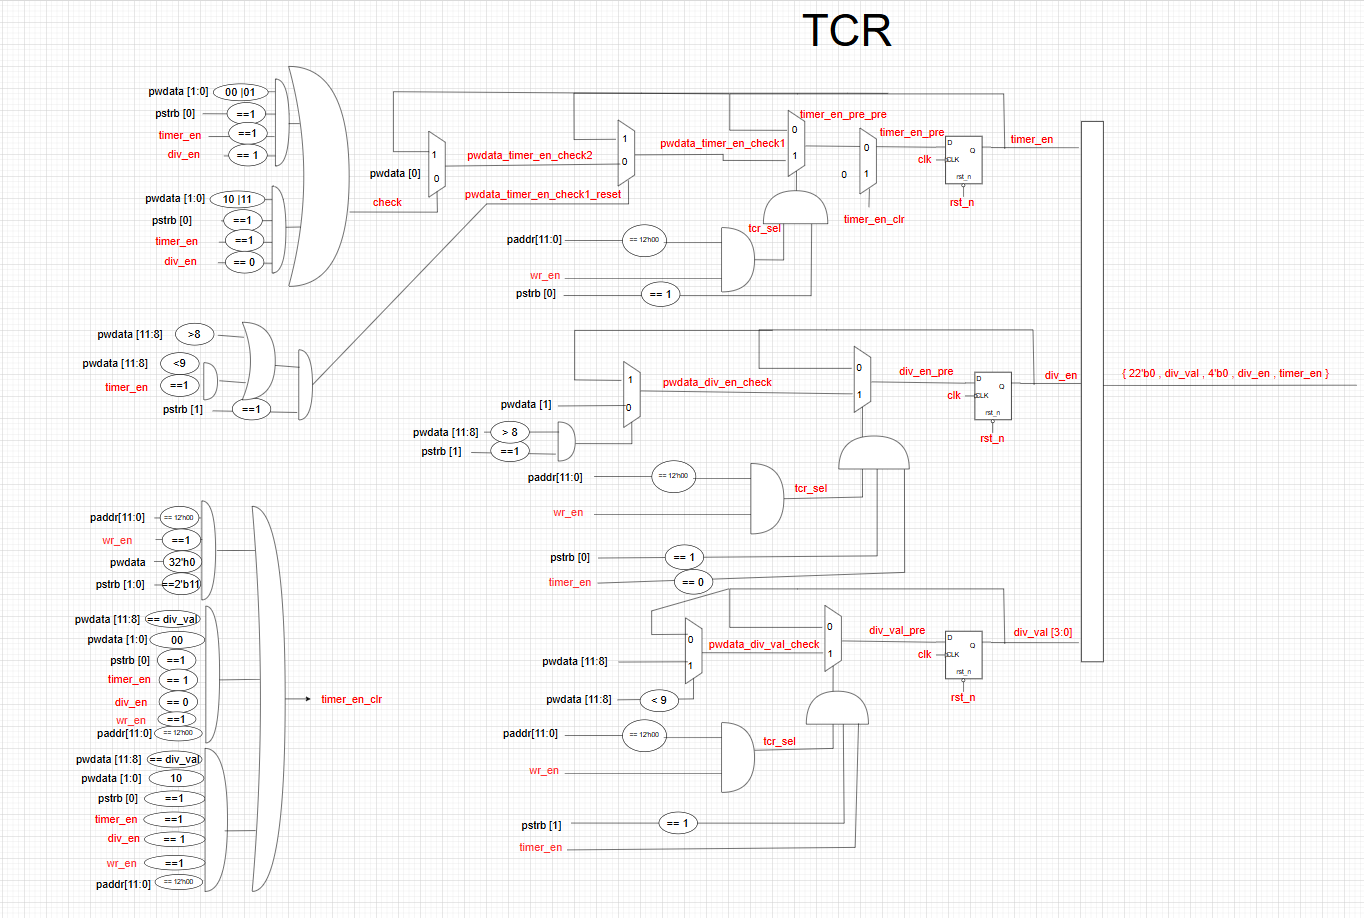 TCR
pwdata [1:0] 00 |01
pstrb [0] ==1
timer_en ==1
div_en == 1
pwdata [1:0] 10 |11
pstrb [0] ==1
timer_en ==1
div_en == 0
check
pwdata [0]
1
0
pwdata_timer_en_check2
pwdata_timer_en_check1_reset
1
0
pwdata_timer_en_check1
0
1
timer_en_pre_pre
0
0
1
timer_en_clr
timer_en_pre
clk
D
Q
CLK
rst_n
rst_n
timer_en
paddr[11:0] == 12'h00
wr_en
tcr_sel
pstrb [0] == 1
pwdata [11:8] >8
pwdata [11:8] <9
timer_en ==1
pstrb [1] ==1
1
0
pwdata [1]
pwdata [11:8] > 8
pstrb [1] ==1
pwdata_div_en_check
0
1
div_en_pre
clk
D
Q
CLK
rst_n
rst_n
div_en
{ 22'b0 , div_val , 4'b0 , div_en , timer_en }
paddr[11:0] == 12'h00
tcr_sel
wr_en
pstrb [0] == 1
timer_en == 0
paddr[11:0] == 12'h00
wr_en ==1
pwdata 32'h0
pstrb [1:0] ==2'b11
pwdata [11:8] == div_val
pwdata [1:0] 00
pstrb [0] ==1
timer_en == 1
div_en == 0
wr_en ==1
paddr[11:0] == 12'h00
pwdata [11:8] == div_val
pwdata [1:0] 10
pstrb [0] ==1
timer_en ==1
div_en == 1
wr_en ==1
paddr[11:0] == 12'h00
timer_en_clr
0
1
pwdata [11:8]
pwdata [11:8] < 9
pwdata_div_val_check
0
1
div_val_pre
clk
D
Q
CLK
rst_n
rst_n
div_val [3:0]
paddr[11:0] == 12'h00
tcr_sel
wr_en
pstrb [1] == 1
timer_en